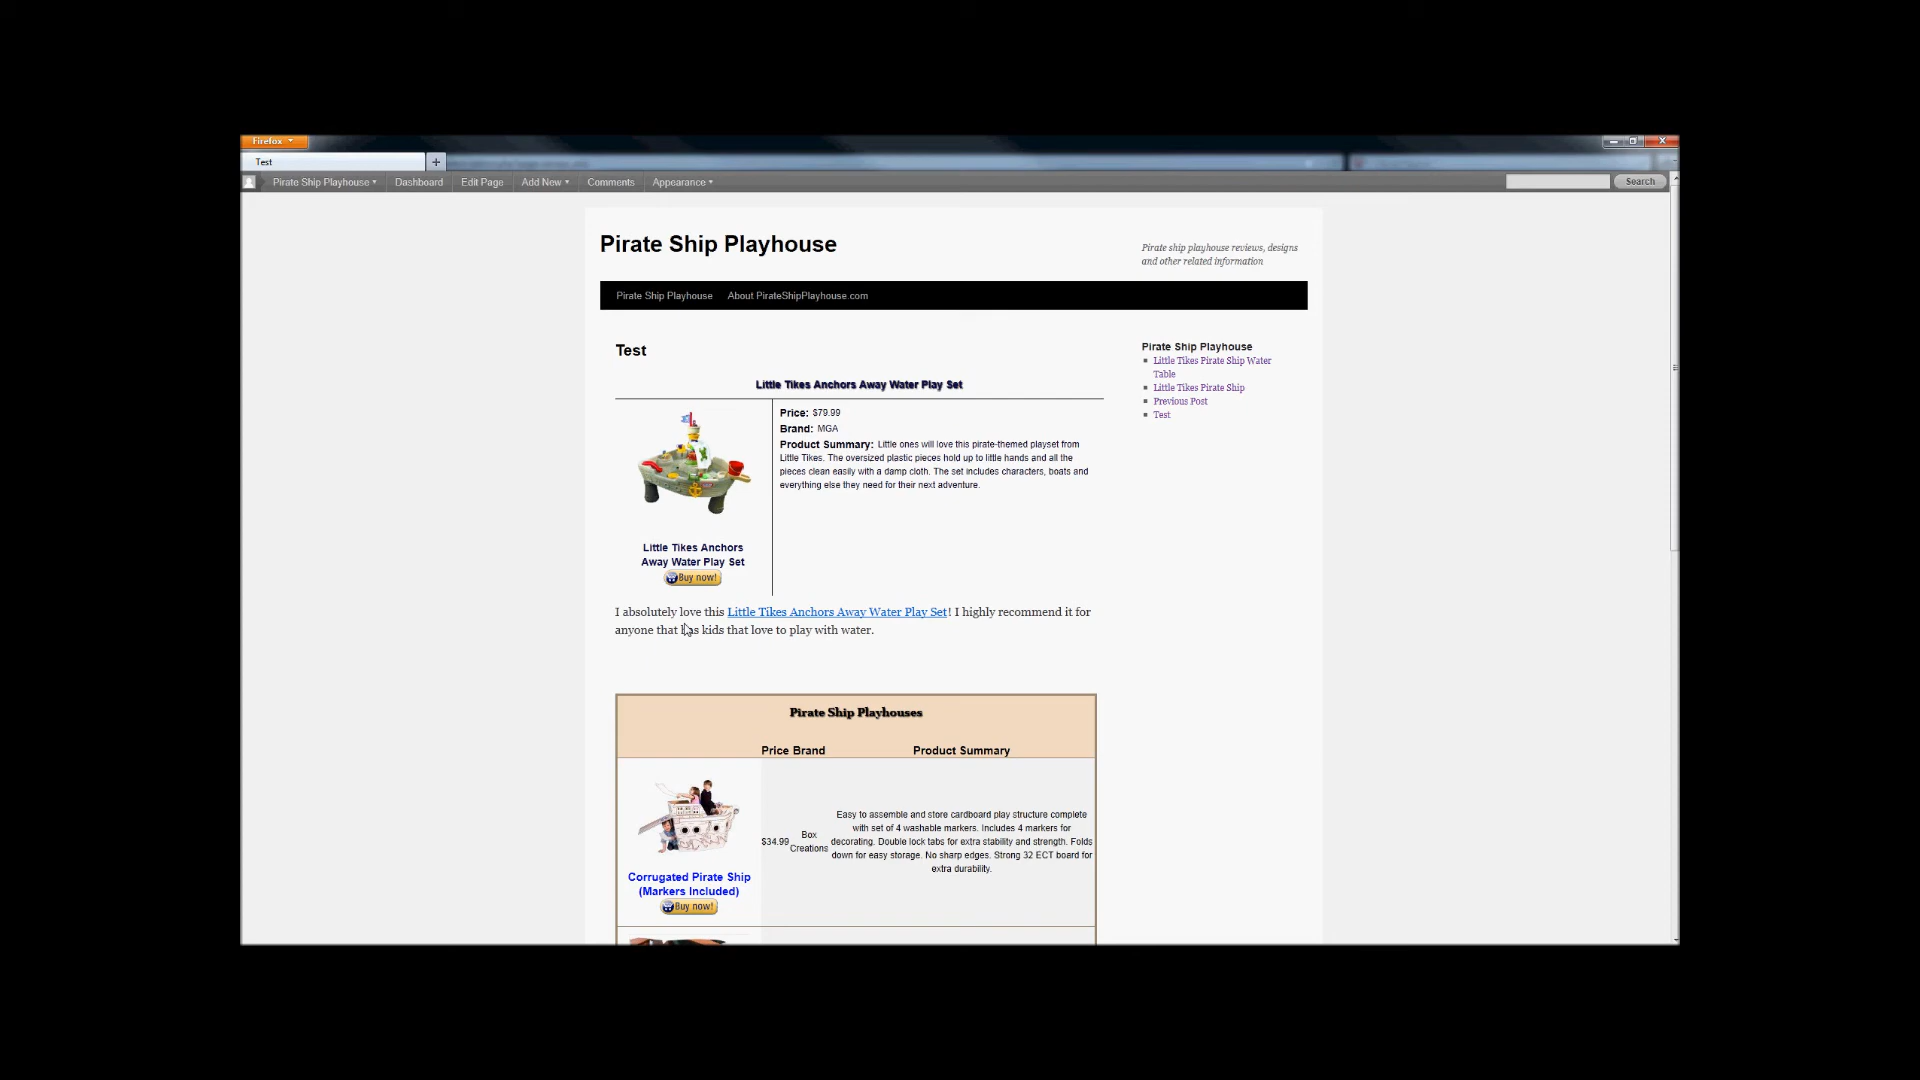 Firefox
Test
+
Pirate Ship Playhouse Dashboard Edit Page Add New Comments Appearance Search
Pirate Ship Playhouse
Pirate ship playhouse reviews, designs
and other related information
Pirate Ship Playhouse About PirateShipPlayhouse.com
Test
Little Tikes Anchors Away Water Play Set
Price: $79.99
Brand: MGA
Product Summary: Little ones will love this pirate-themed playset from
Little Tikes. The oversized plastic pieces hold up to little hands and all the
pieces clean easily with a damp cloth. The set includes characters, boats and
everything else they need for their next adventure.
Little Tikes Anchors
Away Water Play Set
Buy now!
I absolutely love this Little Tikes Anchors Away Water Play Set! I highly recommend it for
anyone that has kids that love to play with water.
Pirate Ship Playhouses
Price Brand Product Summary
$34.99
Box
Creations
Easy to assemble and store cardboard play structure complete
with set of 4 washable markers. Includes 4 markers for
decorating. Double lock tabs for extra stability and strength. Folds
down for easy storage. No sharp edges. Strong 32 ECT board for
extra durability.
Corrugated Pirate Ship
(Markers Included)
Buy now!
Pirate Ship Playhouse
Little Tikes Pirate Ship Water
Table
Little Tikes Pirate Ship
Previous Post
Test